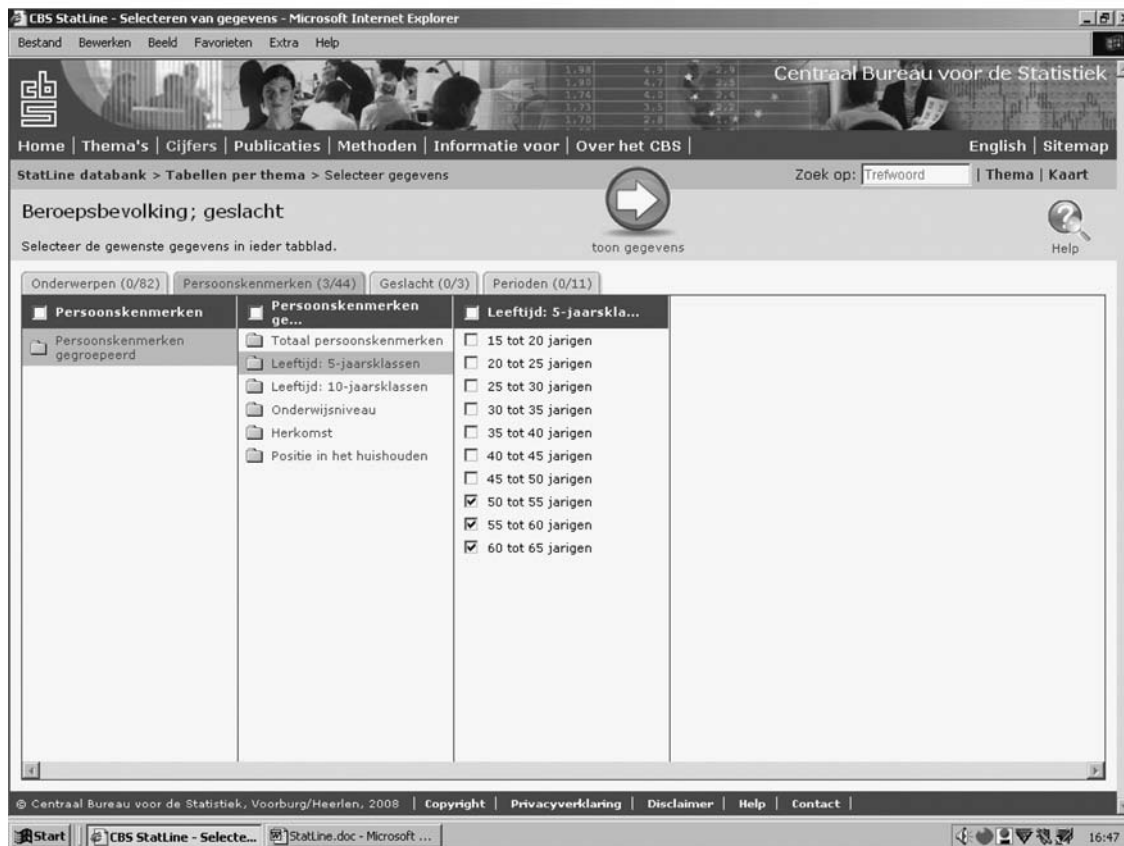 CBS StatLine - Selecteren van gegevens - Microsoft Internet Explorer
Bestand Bewerken Beeld Favorieten Extra Help
cbs
Centraal Bureau voor de Statistiek
Home | Thema's | Cijfers | Publicaties | Methoden | Informatie voor | Over het CBS | English | Sitemap
StatLine databank > Tabellen per thema > Selecteer gegevens
Zoek op: Trefwoord | Thema | Kaart
Beroepsbevolking; geslacht
Selecteer de gewenste gegevens in ieder tabblad.
toon gegevens
Help
Onderwerpen (0/82) Persoonskenmerken (3/44) Geslacht (0/3) Perioden (0/11)
Persoonskenmerken
Persoonskenmerken
gegroepeerd
Persoonskenmerken
ge...
Totaal persoonskenmerken
Leeftijd: 5-jaarsklassen
Leeftijd: 10-jaarsklassen
Onderwijsniveau
Herkomst
Positie in het huishouden
Leeftijd: 5-jaarskla...
15 tot 20 jarigen
20 tot 25 jarigen
25 tot 30 jarigen
30 tot 35 jarigen
35 tot 40 jarigen
40 tot 45 jarigen
45 tot 50 jarigen
50 tot 55 jarigen
55 tot 60 jarigen
60 tot 65 jarigen
© Centraal Bureau voor de Statistiek, Voorburg/Heerlen, 2008 | Copyright | Privacyverklaring | Disclaimer | Help | Contact |
Start CBS StatLine - Selecte... StatLine.doc - Microsoft ... 16:47